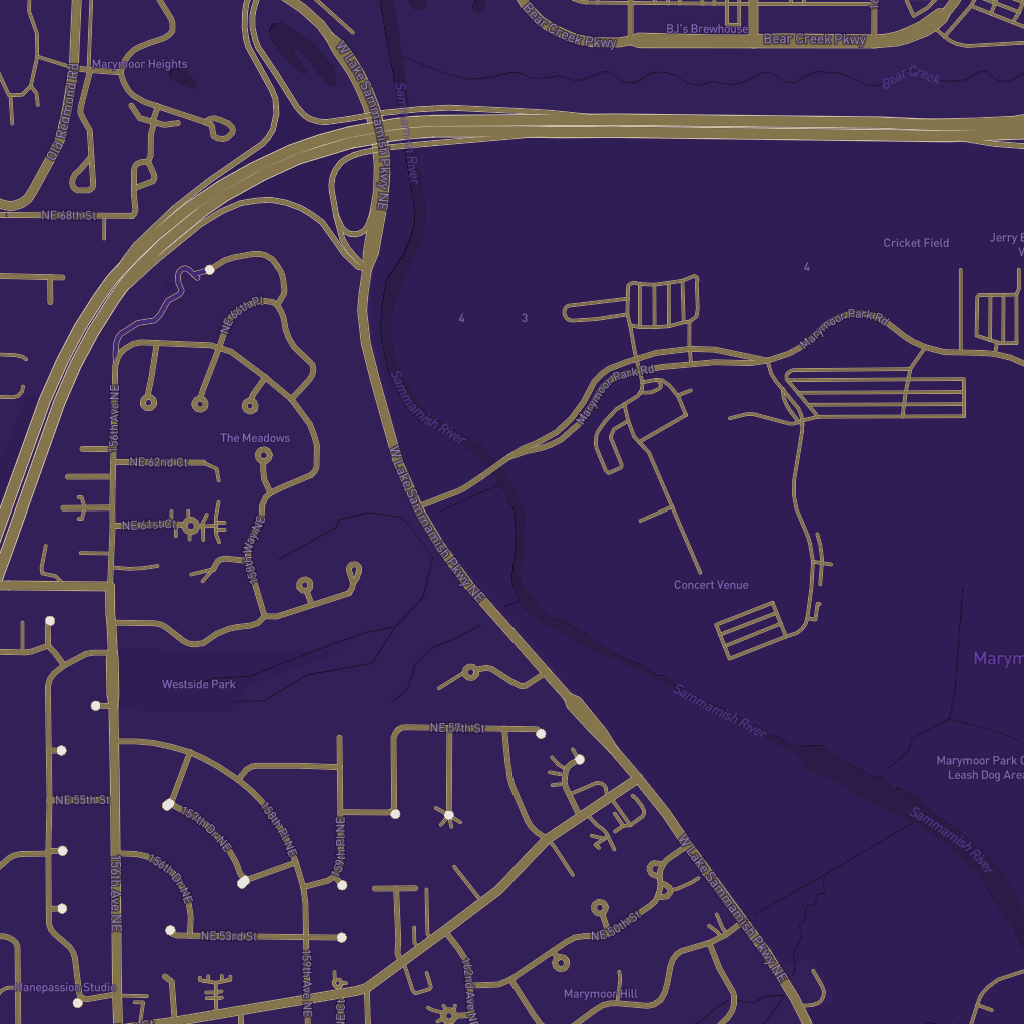 BJ's Brewhouse
Bear Creek Pkwy
Bear Creek Pkwy
Marymoor Heights
Bear Creek
Old Redmond Rd
W Lake Sammamish Pkwy NE
Sammamish River
NE 68th St
Cricket Field
4
4
3
NE 66th Pl
Marymoor Park Rd
Marymoor Park Rd
Sammamish River
156th Ave NE
The Meadows
NE 62nd Ct
NE 61st Ct
158th Way NE
W Lake Sammamish Pkwy NE
Concert Venue
Westside Park
Sammamish River
NE 57th St
Leash Dog Area
NE 55th St
157th Dr NE
158th Pl NE
159th Pl NE
Sammamish River
156th Dr NE
156th Ave NE
W Lake Sammamish Pkwy NE
NE 53rd St
NE 50th St
159th Ave NE
162nd Ave NE
Manepassion Studio
Marymoor Hill